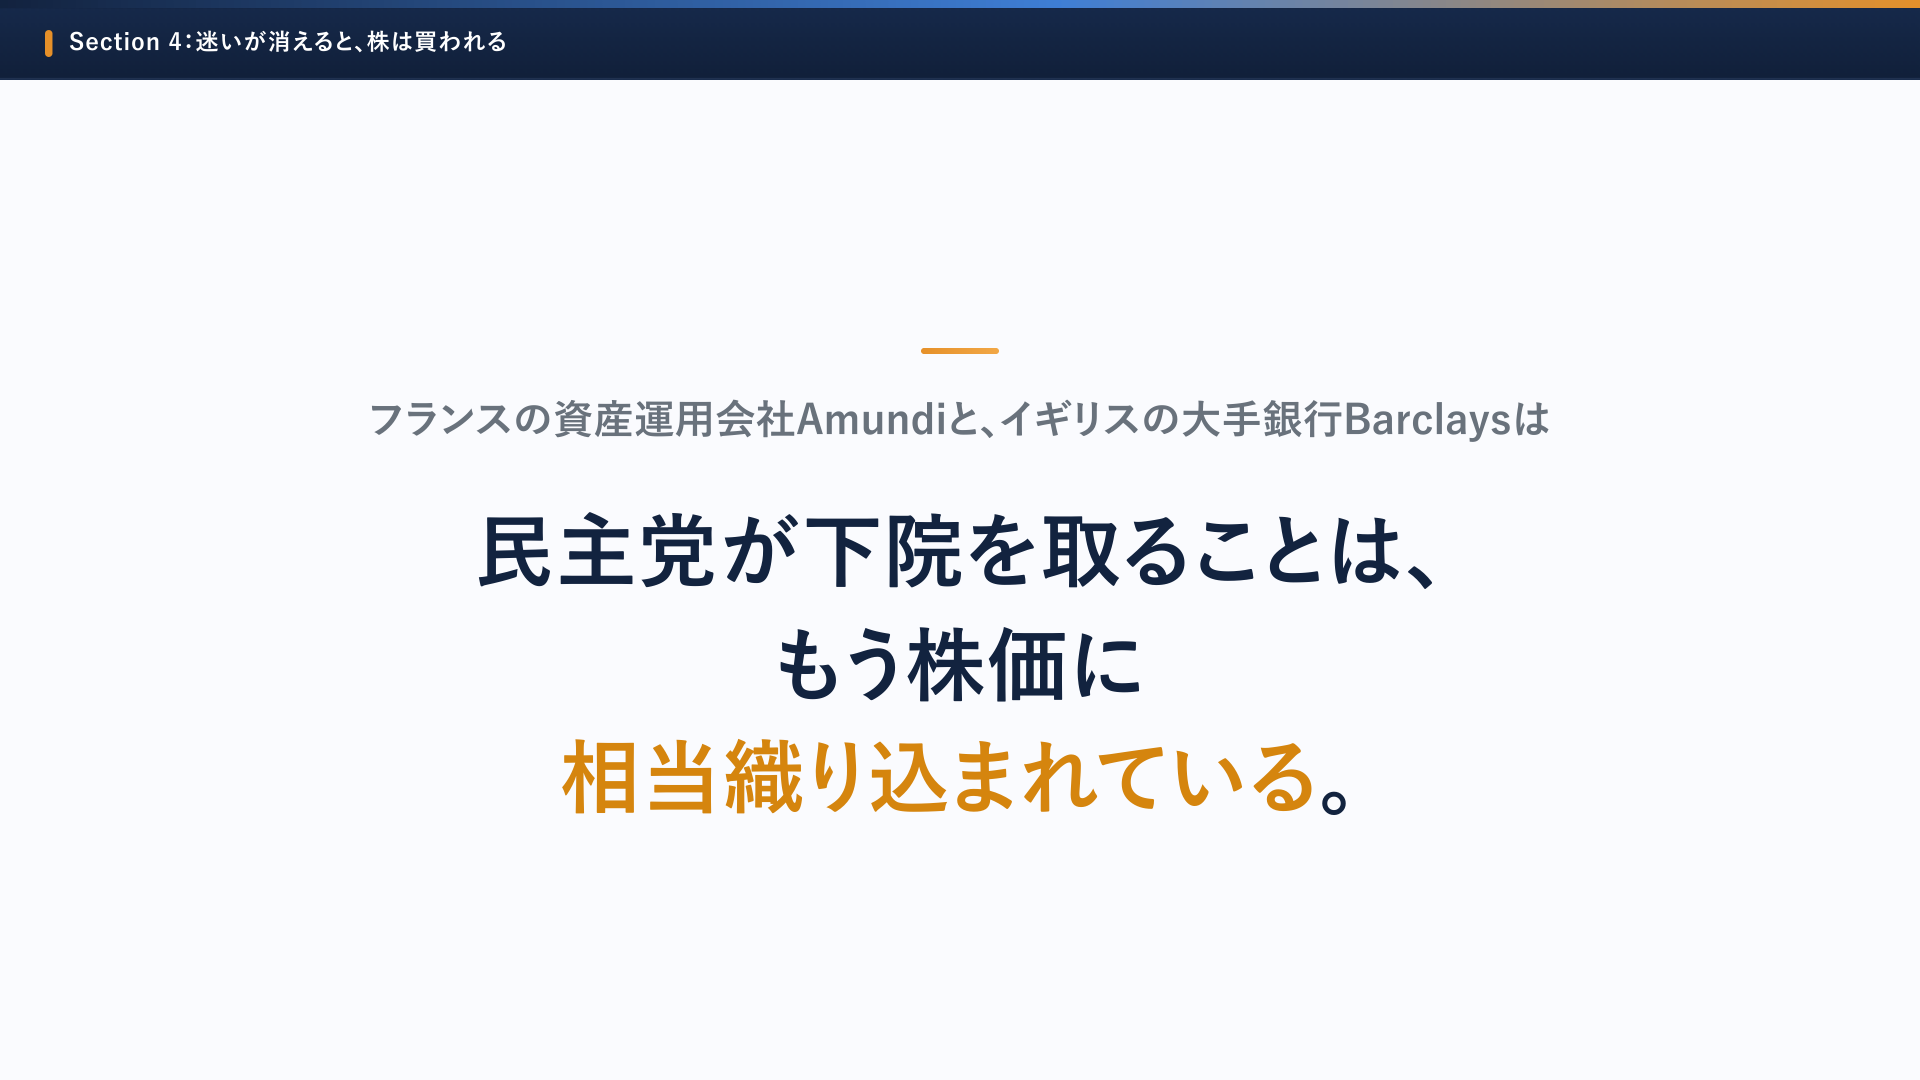 Section 4：迷いが消えると、株は買われる
フランスの資産運用会社Amundiと、イギリスの大手銀行Barclaysは
民主党が下院を取ることは、
もう株価に
相当織り込まれている。